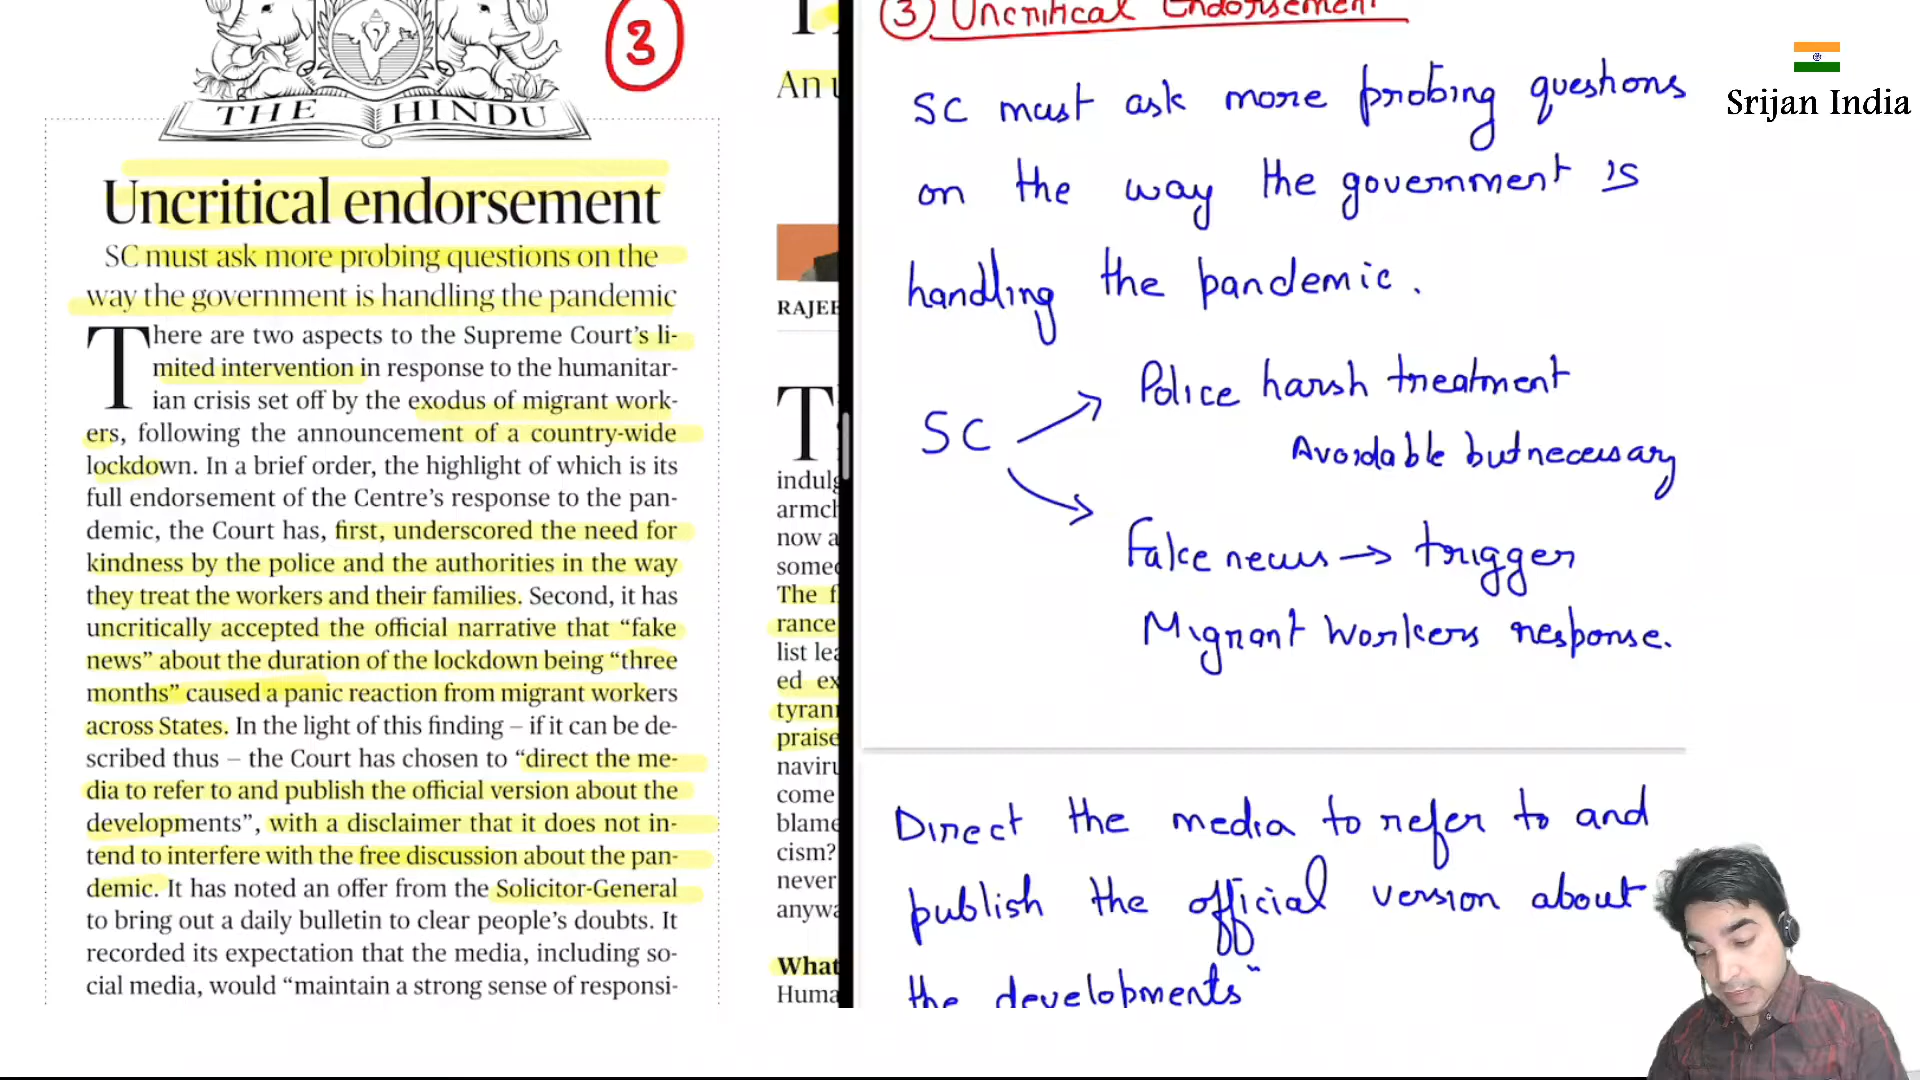 3
THE HINDU
Uncritical endorsement
SC must ask more probing questions on the
way the government is handling the pandemic
There are two aspects to the Supreme Court's li-
mited intervention in response to the humanitar-
ian crisis set off by the exodus of migrant work-
ers, following the announcement of a country-wide
lockdown. In a brief order, the highlight of which is its
full endorsement of the Centre's response to the pan-
demic, the Court has, first, underscored the need for
kindness by the police and the authorities in the way
they treat the workers and their families. Second, it has
uncritically accepted the official narrative that “fake
news” about the duration of the lockdown being “three
months” caused a panic reaction from migrant workers
across States. In the light of this finding – if it can be de-
scribed thus – the Court has chosen to “direct the me-
dia to refer to and publish the official version about the
developments”, with a disclaimer that it does not in-
tend to interfere with the free discussion about the pan-
demic. It has noted an offer from the Solicitor-General
to bring out a daily bulletin to clear people's doubts. It
recorded its expectation that the media, including so-
cial media, would “maintain a strong sense of responsi-
An
RAJEE
T
indulg
armch
now a
someo
The f
rance
list lea
ed ex
tyrann
praise
naviru
come
blame
cism?
never
anywa
What
Huma
3 Uncritical Endorsement
SC must ask more probing questions
on the way the government is
handling the pandemic.
SC
Police harsh treatment
Avoidable but necessary
Fake news → trigger
Migrant workers response.
Direct the media to refer to and
publish the official version about
the developments"
Srijan India